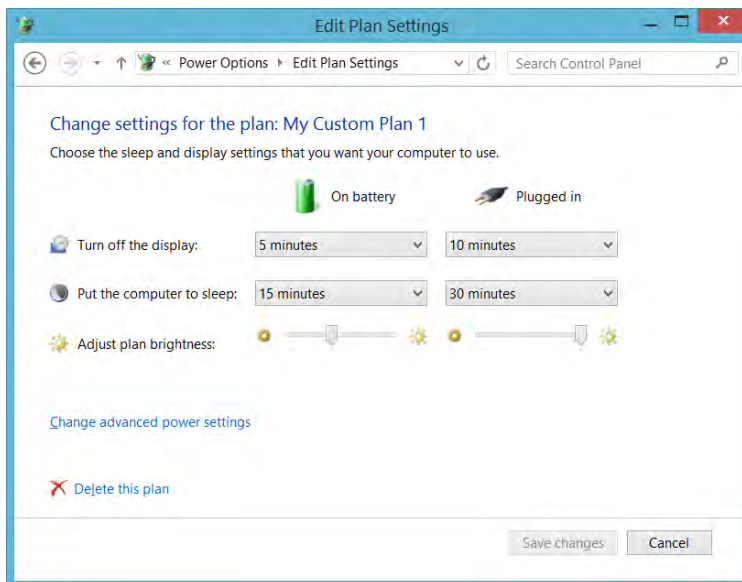 Edit Plan Settings
« Power Options Edit Plan Settings Search Control Panel
Change settings for the plan: My Custom Plan 1
Choose the sleep and display settings that you want your computer to use.
On battery Plugged in
Turn off the display: 5 minutes 10 minutes
Put the computer to sleep: 15 minutes 30 minutes
Adjust plan brightness:
Change advanced power settings
Delete this plan
Save changes Cancel